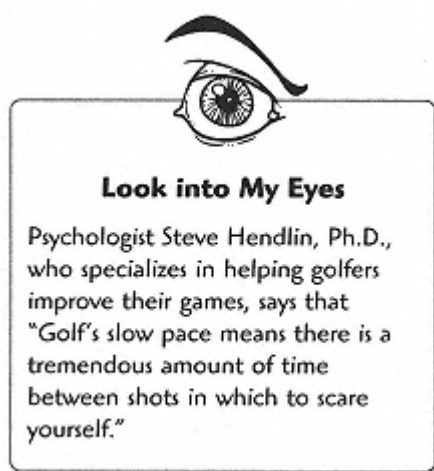 Look into My Eyes
Psychologist Steve Hendlin, Ph.D.,
who specializes in helping golfers
improve their games, says that
"Golf's slow pace means there is a
tremendous amount of time
between shots in which to scare
yourself."